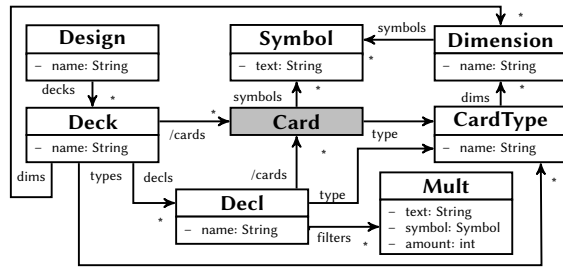 Design
– name: String
Symbol
– text: String
symbols
*
*
Dimension
– name: String
decks
*
symbols
*
dims
*
Deck
– name: String
/cards
*
Card
type
CardType
– name: String
dims
types
decls
*
/cards
*
type
*
Decl
– name: String
filters
*
Mult
– text: String
– symbol: Symbol
– amount: int